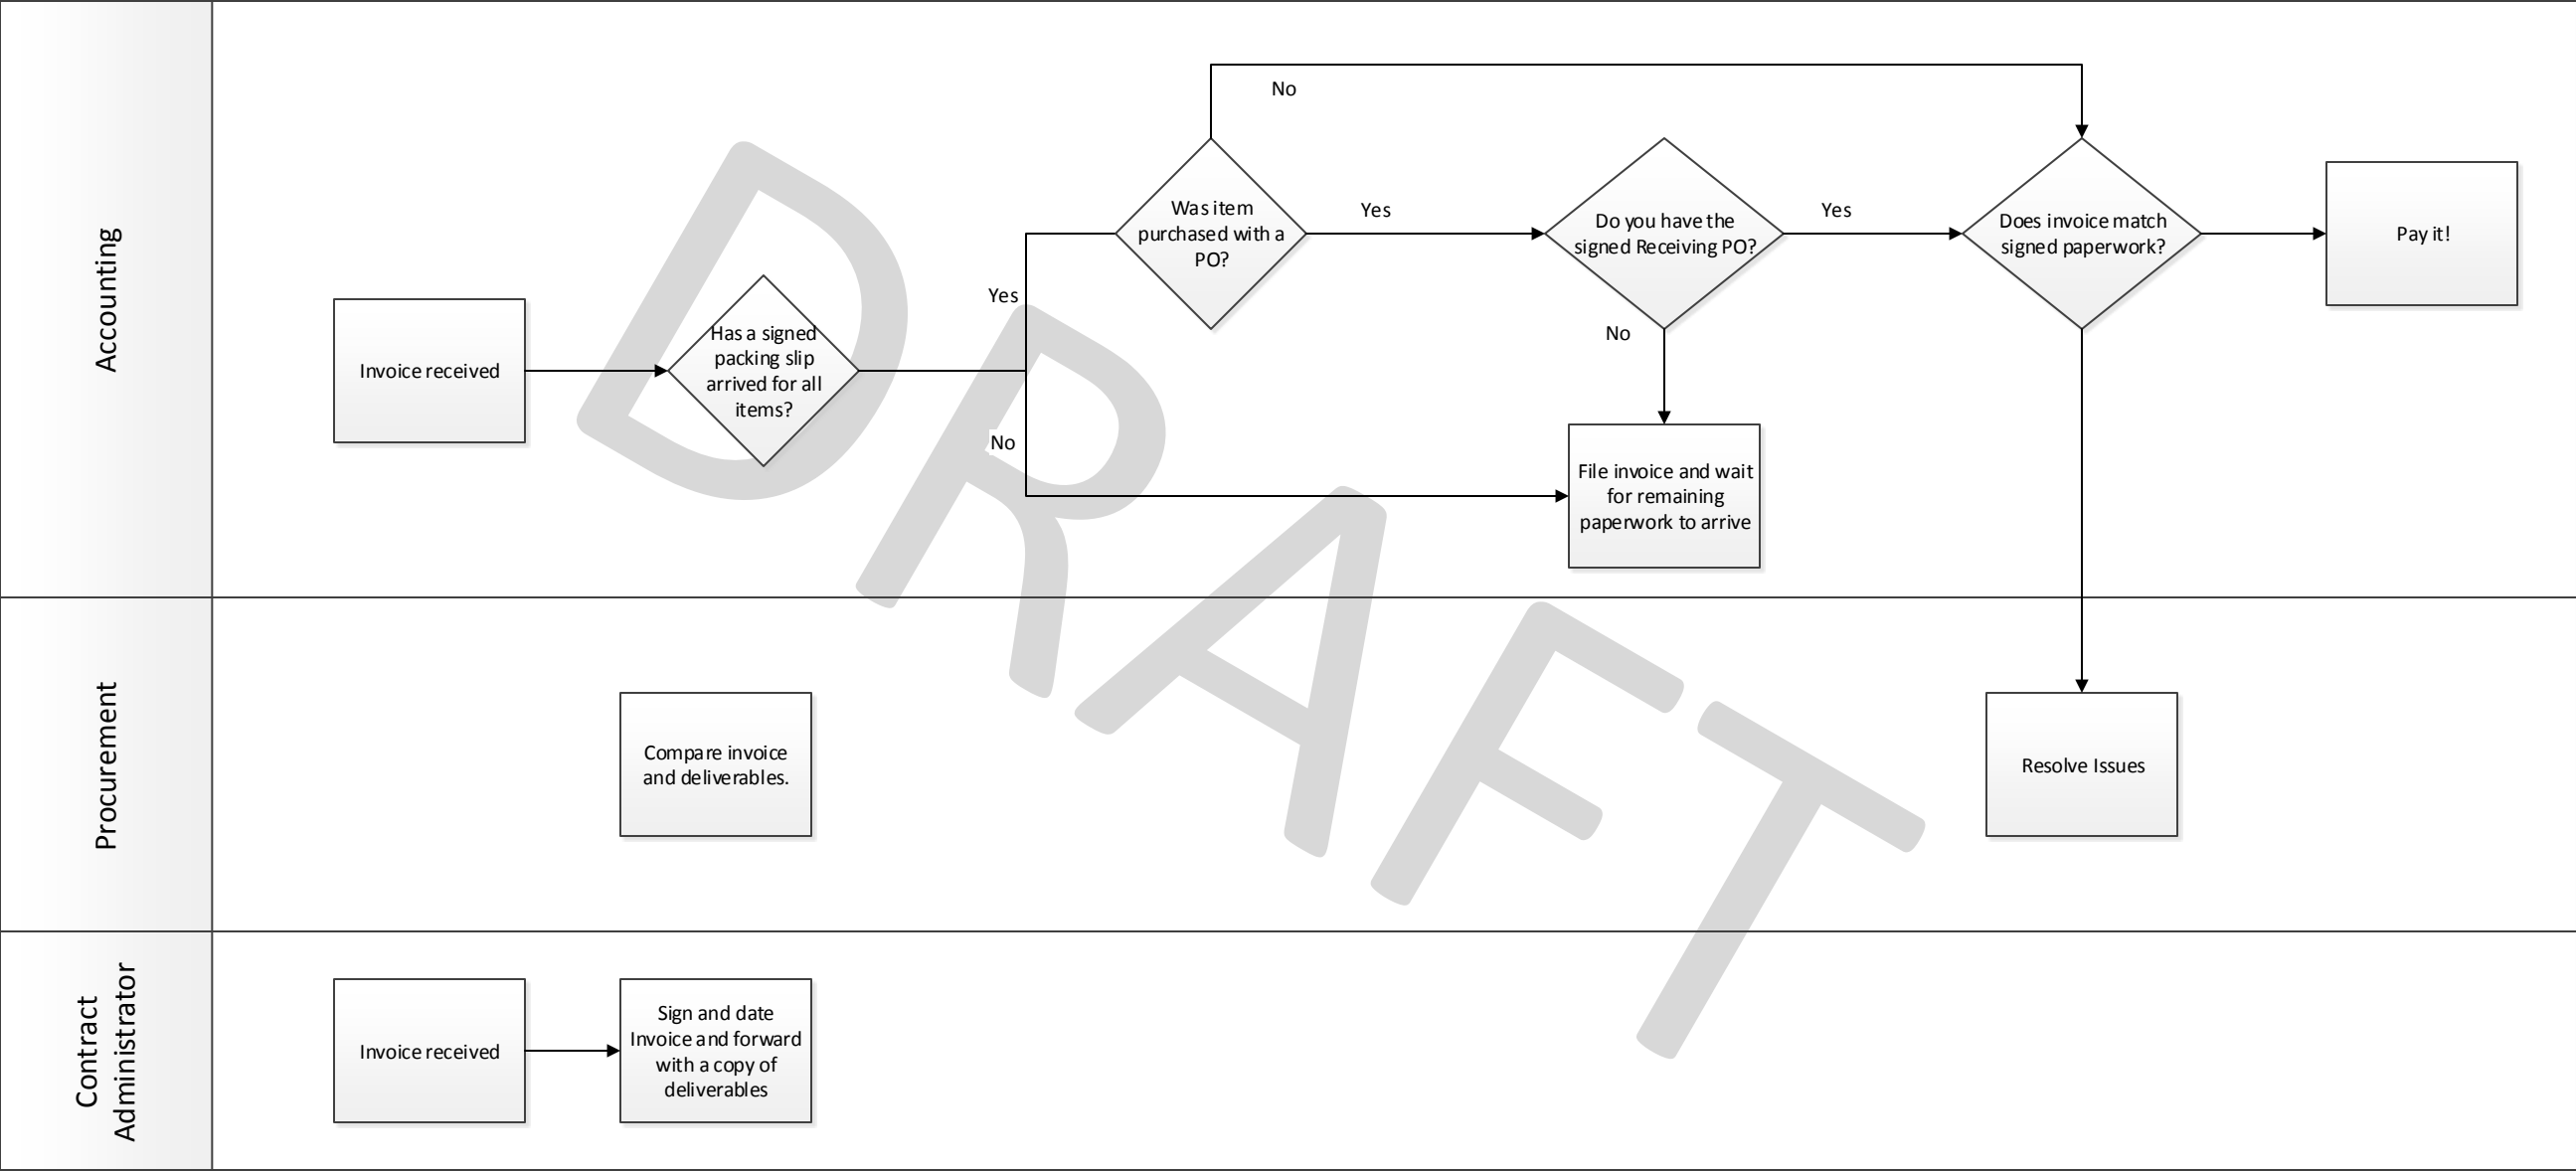 Accounting
No
Was item
purchased with a
PO?
Yes
Do you have the
signed Receiving PO?
Yes
Does invoice match
signed paperwork?
Pay it!
Yes
Invoice received
Has a signed
packing slip
arrived for all
items?
No
No
File invoice and wait
for remaining
paperwork to arrive
DRAFT
Procurement
Compare invoice
and deliverables.
Resolve Issues
Contract
Administrator
Invoice received
Sign and date
Invoice and forward
with a copy of
deliverables